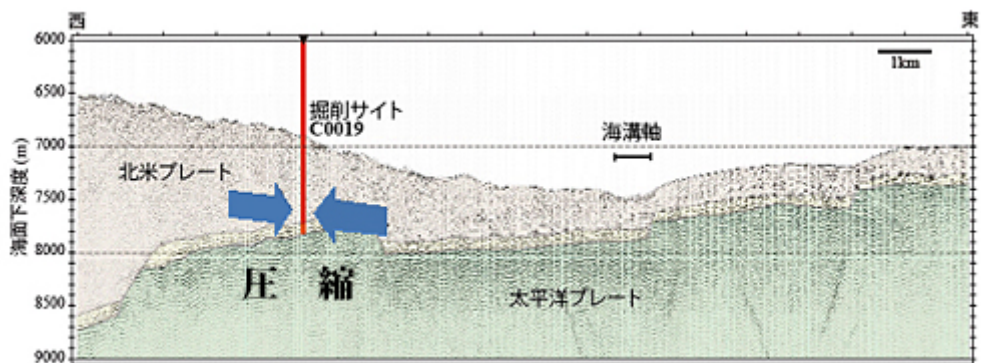 西
東
6000
6500
7000
7500
8000
8500
9000
海面下深度(m)
1km
掘削サイト
C0019
海溝軸
北米プレート
圧縮
太平洋プレート